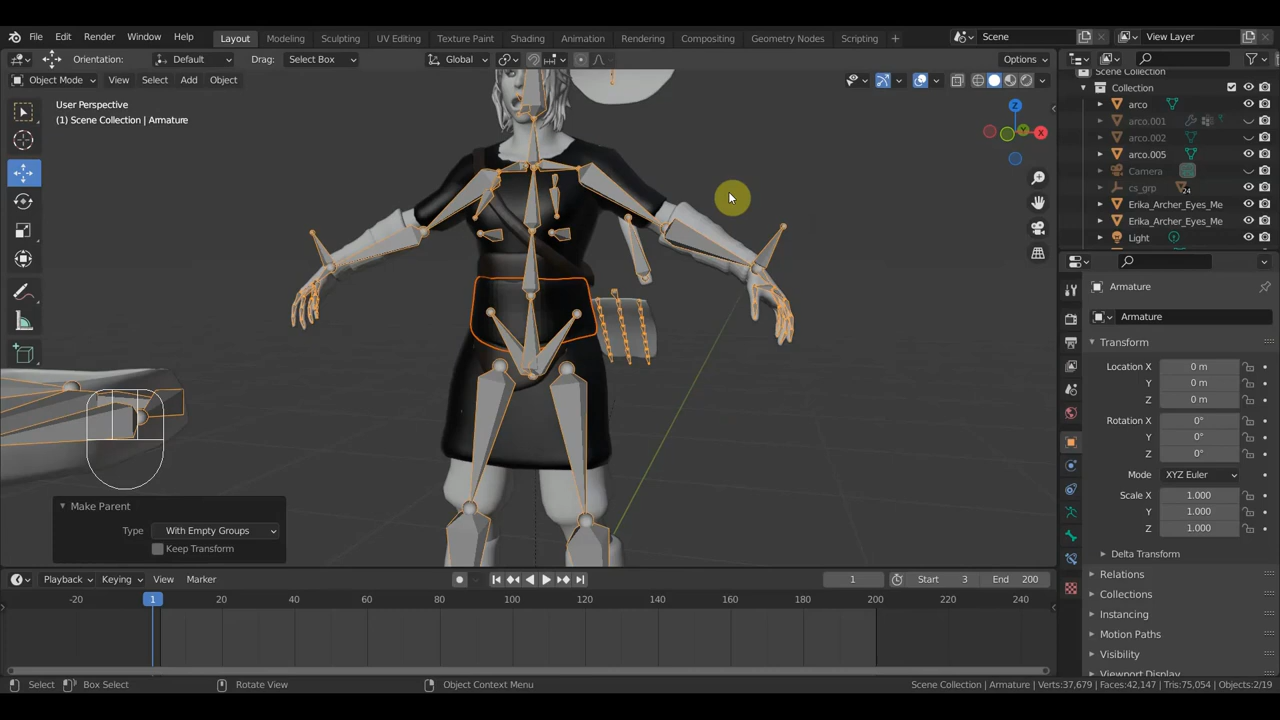 File Edit Render Window Help Layout Modeling Sculpting UV Editing Texture Paint Shading Animation Rendering Compositing Geometry Nodes Scripting + Scene View Layer
Orientation: Default Drag: Select Box Global Options
Object Mode View Select Add Object
User Perspective
(1) Scene Collection | Armature
Z
X
Y
Scene Collection
Collection
arco
arco.001
arco.002
arco.005
Camera
cs_grp 24
Erika_Archer_Eyes_Me
Erika_Archer_Eyes_Me
Light
Armature
Armature
Transform
Location X 0 m
Y 0 m
Z 0 m
Rotation X 0°
Y 0°
Z 0°
Mode XYZ Euler
Scale X 1.000
Y 1.000
Z 1.000
Delta Transform
Relations
Collections
Instancing
Motion Paths
Visibility
Viewport Display
Make Parent
Type With Empty Groups
Keep Transform
Playback Keying View Marker 1 Start 3 End 200
-20 1 20 40 60 80 100 120 140 160 180 200 220 240
Select Box Select Rotate View Object Context Menu Scene Collection | Armature | Verts:37,679 | Faces:42,147 | Tris:75,054 | Objects:2/19